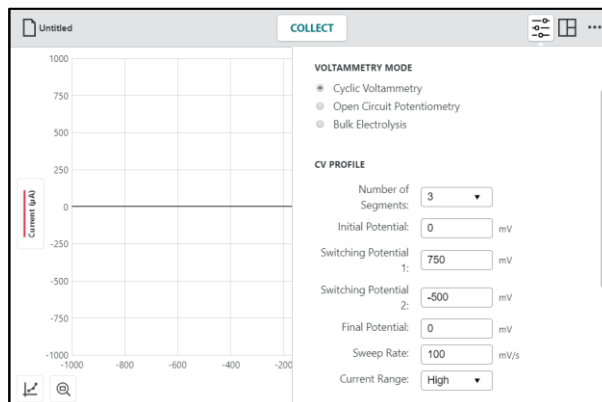 Untitled
COLLECT
VOLTAMMETRY MODE
Cyclic Voltammetry
Open Circuit Potentiometry
Bulk Electrolysis
CV PROFILE
Number of
Segments:
3
Initial Potential:
0
mV
Switching Potential
1:
750
mV
Switching Potential
2:
-500
mV
Final Potential:
0
mV
Sweep Rate:
100
mV/s
Current Range:
High
Current (µA)
1000
750
500
250
0
-250
-500
-750
-1000
-1000
-800
-600
-400
-200